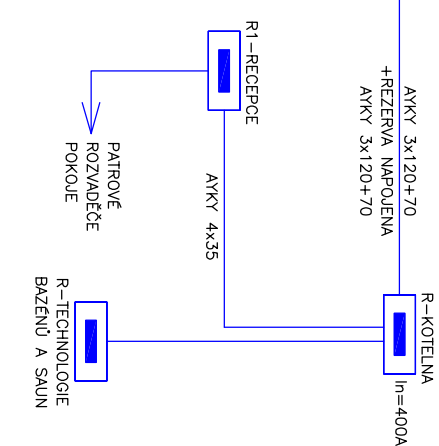 R1-RECEPCE
AYKY 3x120+70
+REZERVA NAPOJENA
AYKY 3x120+70
PATROVÉ
ROZVADĚČE
POKOJE
AYKY 4x35
R-KOTELNA
In=400A
R-TECHNOLOGIE
BAZÉNŮ A SAUN